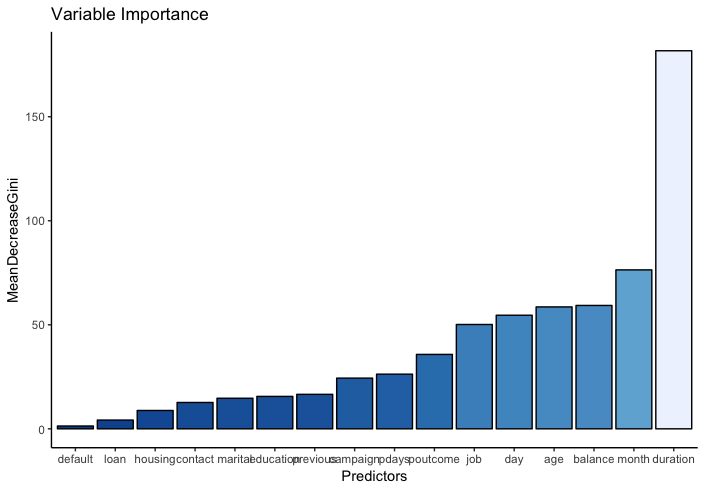 Variable Importance
MeanDecreaseGini
150
100
50
0
default loan housing contact marital education previous campaign pdays poutcome job day age balance month duration
Predictors